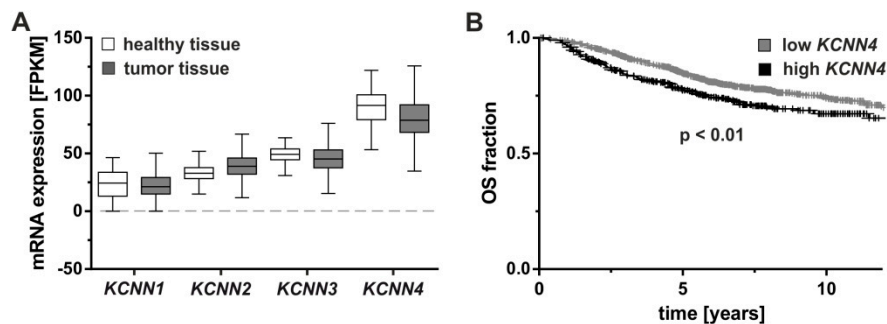 A
mRNA expression [FPKM]
150
100
50
0
-50
healthy tissue
tumor tissue
KCNN1 KCNN2 KCNN3 KCNN4
B
OS fraction
1.0
0.5
0.0
low KCNN4
high KCNN4
p < 0.01
0 5 10
time [years]